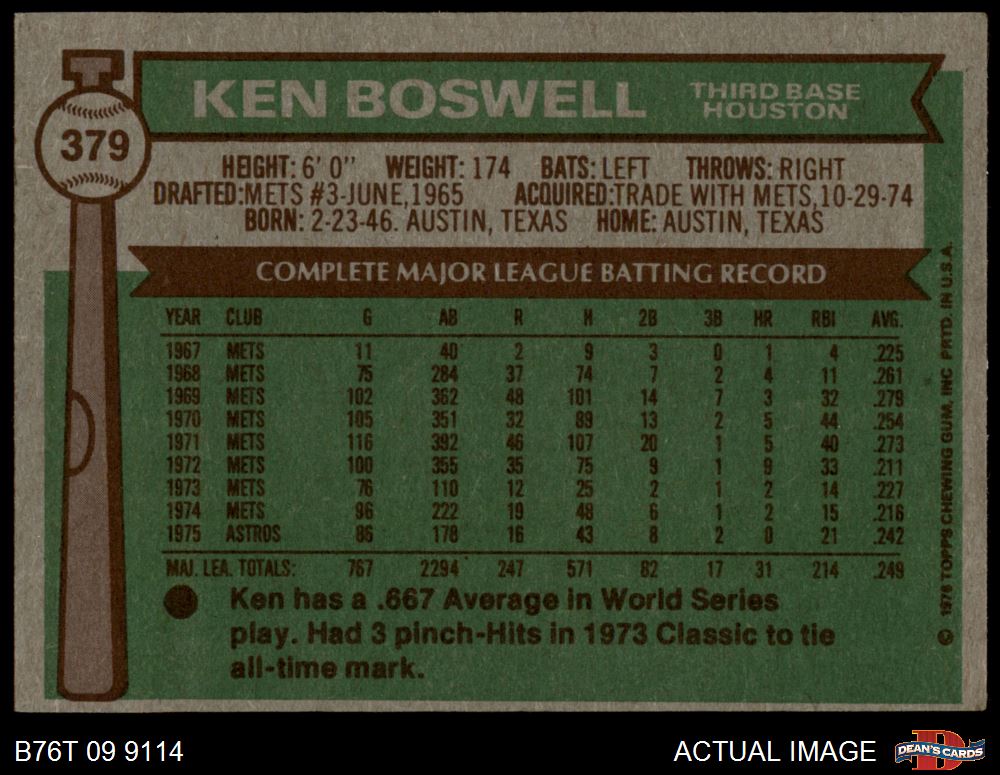 379
KEN BOSWELL THIRD BASE
HOUSTON
HEIGHT: 6' 0" WEIGHT: 174 BATS: LEFT THROWS: RIGHT
DRAFTED: METS #3-JUNE, 1965 ACQUIRED: TRADE WITH METS, 10-29-74
BORN: 2-23-46. AUSTIN, TEXAS HOME: AUSTIN, TEXAS
COMPLETE MAJOR LEAGUE BATTING RECORD
YEAR CLUB G AB R H 2B 3B HR RBI AVG.
1967 METS 11 40 2 9 3 0 1 4 .225
1968 METS 75 284 37 74 7 2 4 11 .261
1969 METS 102 362 48 101 14 7 3 32 .279
1970 METS 105 351 32 89 13 2 5 44 .254
1971 METS 116 392 46 107 20 1 5 40 .273
1972 METS 100 355 35 75 9 1 9 33 .211
1973 METS 76 110 12 25 2 1 2 14 .227
1974 METS 96 222 19 48 6 1 2 15 .216
1975 ASTROS 86 178 16 43 8 2 0 21 .242
MAJ. LEA. TOTALS: 767 2294 247 571 82 17 31 214 .249
Ken has a .667 Average in World Series
play. Had 3 pinch-Hits in 1973 Classic to tie
all-time mark.
© 1976 TOPPS CHEWING GUM, INC PRTD. IN U.S.A.
B76T 09 9114 ACTUAL IMAGE
DEAN'S CARDS